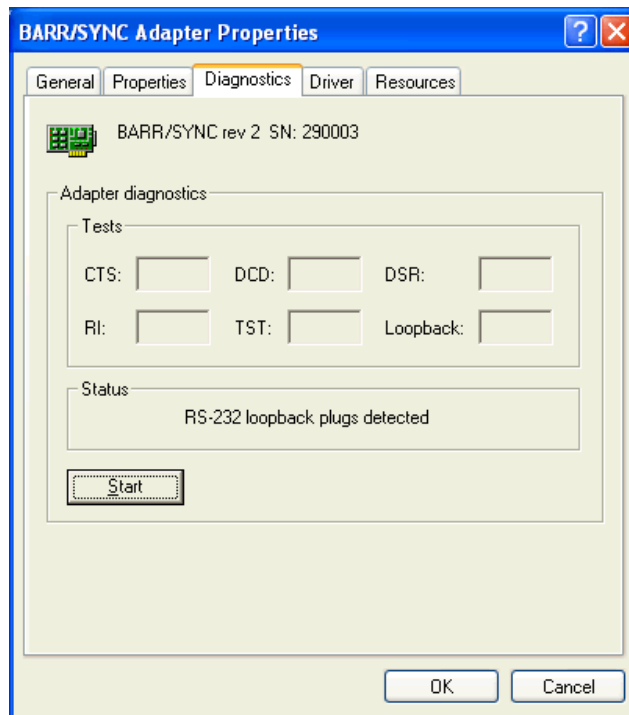 BARR/SYNC Adapter Properties
General Properties Diagnostics Driver Resources
BARR/SYNC rev 2 SN: 290003
Adapter diagnostics
Tests
CTS: DCD: DSR:
RI: TST: Loopback:
Status
RS-232 loopback plugs detected
Start
OK Cancel